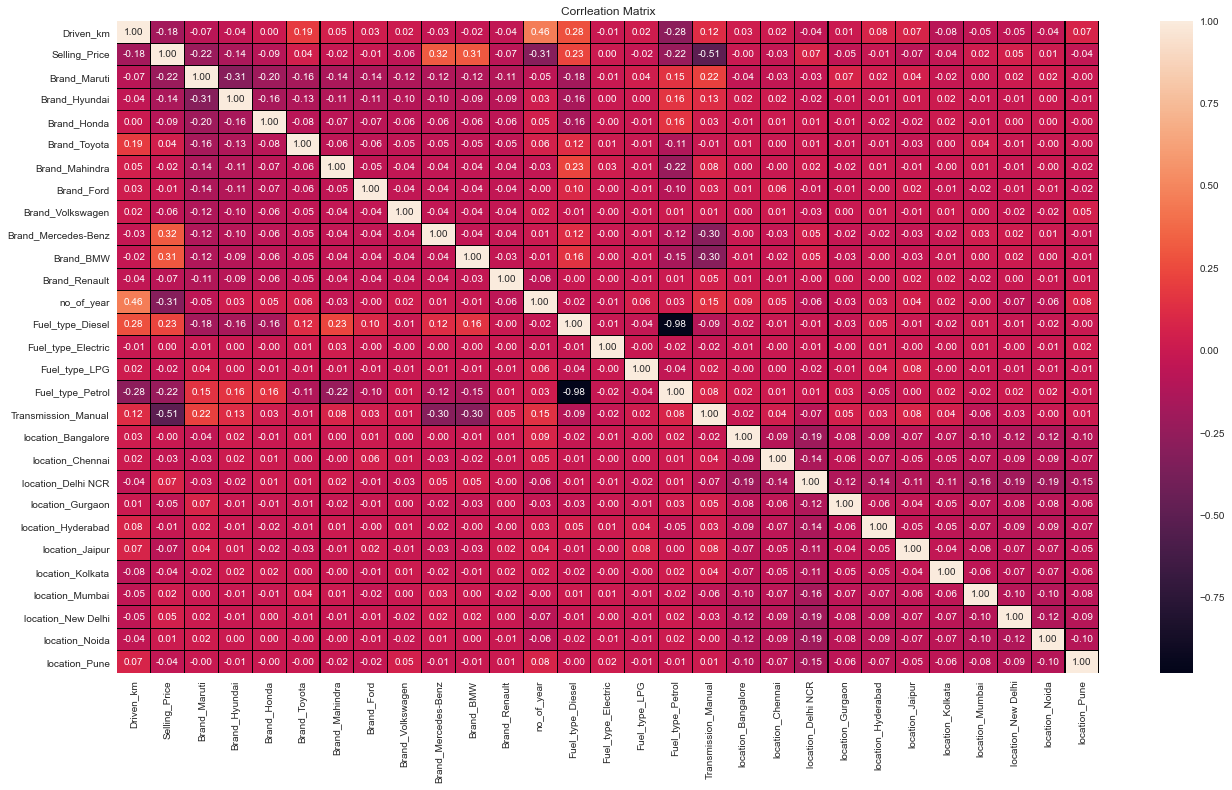 Corrleation Matrix
Driven_km 1.00 -0.18 -0.07 -0.04 0.00 0.19 0.05 0.03 0.02 -0.03 -0.02 -0.04 0.46 0.28 -0.01 0.02 -0.28 0.12 0.03 0.02 -0.04 0.01 0.08 0.07 -0.08 -0.05 -0.05 -0.04 0.07
Selling_Price -0.18 1.00 -0.22 -0.14 -0.09 0.04 -0.02 -0.01 -0.06 0.32 0.31 -0.07 -0.31 0.23 0.00 -0.02 -0.22 -0.51 -0.00 -0.03 0.07 -0.05 -0.01 -0.07 -0.04 0.02 0.05 0.01 -0.04
Brand_Maruti -0.07 -0.22 1.00 -0.31 -0.20 -0.16 -0.14 -0.14 -0.12 -0.12 -0.12 -0.11 -0.05 -0.18 -0.01 0.04 0.15 0.22 -0.04 -0.03 -0.03 0.07 0.02 0.04 -0.02 0.00 0.02 0.02 -0.00
Brand_Hyundai -0.04 -0.14 -0.31 1.00 -0.16 -0.13 -0.11 -0.11 -0.10 -0.10 -0.09 -0.09 0.03 -0.16 0.00 0.00 0.16 0.13 0.02 0.02 -0.02 -0.01 -0.01 0.01 0.02 -0.01 -0.01 0.00 -0.01
Brand_Honda 0.00 -0.09 -0.20 -0.16 1.00 -0.08 -0.07 -0.07 -0.06 -0.06 -0.06 -0.06 0.05 -0.16 -0.00 -0.01 0.16 0.03 -0.01 0.01 0.01 -0.01 -0.02 -0.02 0.02 -0.01 -0.01 0.00 -0.00
Brand_Toyota 0.19 0.04 -0.16 -0.13 -0.08 1.00 -0.06 -0.06 -0.05 -0.05 -0.05 -0.05 0.06 0.12 0.01 -0.01 -0.11 -0.01 0.01 0.00 0.01 -0.01 0.01 -0.03 0.00 0.04 -0.01 -0.00 -0.00
Brand_Mahindra 0.05 -0.02 -0.14 -0.11 -0.07 -0.06 1.00 -0.05 -0.04 -0.04 -0.04 -0.04 -0.03 0.23 0.03 -0.01 -0.22 0.08 0.00 -0.00 0.02 -0.02 0.01 -0.01 -0.00 0.01 -0.01 -0.00 -0.02
Brand_Ford 0.03 -0.01 -0.14 -0.11 -0.07 -0.06 -0.05 1.00 -0.04 -0.04 -0.04 -0.04 -0.00 0.10 -0.00 -0.01 -0.10 0.03 0.01 0.06 -0.01 -0.01 -0.00 0.02 -0.01 -0.02 -0.01 -0.01 -0.02
Brand_Volkswagen 0.02 -0.06 -0.12 -0.10 -0.06 -0.05 -0.04 -0.04 1.00 -0.04 -0.04 -0.04 0.02 -0.01 -0.00 -0.01 0.01 0.01 0.00 0.01 -0.03 0.00 0.01 -0.01 0.01 0.00 -0.02 -0.02 0.05
Brand_Mercedes-Benz -0.03 0.32 -0.12 -0.10 -0.06 -0.05 -0.04 -0.04 -0.04 1.00 -0.04 -0.04 0.01 0.12 -0.00 -0.01 -0.12 -0.30 -0.00 -0.03 0.05 -0.02 -0.02 -0.03 -0.02 0.03 0.02 0.01 -0.01
Brand_BMW -0.02 0.31 -0.12 -0.09 -0.06 -0.05 -0.04 -0.04 -0.04 -0.04 1.00 -0.03 -0.01 0.16 -0.00 -0.01 -0.15 -0.30 -0.01 -0.02 0.05 -0.03 -0.00 -0.03 -0.01 -0.00 0.02 0.00 -0.01
Brand_Renault -0.04 -0.07 -0.11 -0.09 -0.06 -0.05 -0.04 -0.04 -0.04 -0.04 -0.03 1.00 -0.06 -0.00 -0.00 -0.01 0.01 0.05 0.01 -0.01 -0.00 -0.00 -0.00 0.02 0.02 -0.02 0.00 -0.01 0.01
no_of_year 0.46 -0.31 -0.05 0.03 0.05 0.06 -0.03 -0.00 0.02 0.01 -0.01 -0.06 1.00 -0.02 -0.01 0.06 0.03 0.15 0.09 0.05 -0.06 -0.03 0.03 0.04 0.02 -0.00 -0.07 -0.06 0.08
Fuel_type_Diesel 0.28 0.23 -0.18 -0.16 -0.16 0.12 0.23 0.10 -0.01 0.12 0.16 -0.00 -0.02 1.00 -0.01 -0.04 -0.98 -0.09 -0.02 -0.01 -0.01 -0.03 0.05 -0.01 -0.02 0.01 -0.01 -0.02 -0.00
Fuel_type_Electric -0.01 0.00 -0.01 0.00 -0.00 0.01 0.03 -0.00 -0.00 -0.00 -0.00 -0.00 -0.01 -0.01 1.00 -0.00 -0.02 -0.02 -0.01 -0.00 -0.01 -0.00 0.01 -0.01 -0.00 -0.01 0.01 -0.01 0.02
Fuel_type_LPG 0.02 -0.02 0.04 0.00 -0.01 -0.01 -0.01 -0.01 -0.01 -0.01 -0.01 -0.01 0.06 -0.04 -0.00 1.00 -0.04 0.02 0.00 0.00 -0.02 -0.01 0.04 0.08 -0.01 -0.01 -0.01 -0.01 -0.01
Fuel_type_Petrol -0.28 -0.22 0.15 0.16 0.16 -0.11 -0.22 -0.10 0.01 -0.12 -0.15 0.01 0.03 -0.98 -0.02 -0.04 1.00 0.08 0.02 0.01 0.01 0.03 -0.05 -0.00 0.02 -0.00 0.02 0.02 -0.01
Transmission_Manual 0.12 -0.51 0.22 0.13 0.03 -0.01 0.08 0.03 0.01 -0.30 -0.30 0.05 0.15 -0.09 -0.02 0.02 0.08 1.00 -0.02 0.04 -0.07 0.05 0.03 0.08 0.04 -0.06 -0.03 -0.00 0.01
location_Bangalore 0.03 -0.00 -0.04 0.02 -0.01 0.01 0.00 0.01 0.00 -0.00 -0.01 0.01 0.09 -0.02 -0.01 0.00 0.02 -0.02 1.00 -0.09 -0.19 -0.08 -0.09 -0.07 -0.07 -0.10 -0.12 -0.12 -0.10
location_Chennai 0.02 -0.03 -0.03 0.02 0.01 0.00 -0.00 0.06 0.01 -0.03 -0.02 -0.01 0.05 -0.01 -0.00 0.00 0.01 0.04 -0.09 1.00 -0.14 -0.06 -0.07 -0.05 -0.05 -0.07 -0.09 -0.09 -0.07
location_Delhi NCR -0.04 0.07 -0.03 -0.02 0.01 0.01 0.02 -0.01 -0.03 0.05 0.05 -0.00 -0.06 -0.01 -0.01 -0.02 0.01 -0.07 -0.19 -0.14 1.00 -0.12 -0.14 -0.11 -0.11 -0.16 -0.19 -0.19 -0.15
location_Gurgaon 0.01 -0.05 0.07 -0.01 -0.01 -0.01 -0.02 -0.01 0.00 -0.02 -0.03 -0.00 -0.03 -0.03 -0.00 -0.01 0.03 0.05 -0.08 -0.06 -0.12 1.00 -0.06 -0.04 -0.05 -0.07 -0.08 -0.08 -0.06
location_Hyderabad 0.08 -0.01 0.02 -0.01 -0.02 0.01 0.01 -0.00 0.01 -0.02 -0.00 -0.00 0.03 0.05 0.01 0.04 -0.05 0.03 -0.09 -0.07 -0.14 -0.06 1.00 -0.05 -0.05 -0.07 -0.09 -0.09 -0.07
location_Jaipur 0.07 -0.07 0.04 0.01 -0.02 -0.03 -0.01 0.02 -0.01 -0.03 -0.03 0.02 0.04 -0.01 -0.00 0.08 -0.00 0.08 -0.07 -0.05 -0.11 -0.04 -0.05 1.00 -0.04 -0.06 -0.07 -0.07 -0.05
location_Kolkata -0.08 -0.04 -0.02 0.02 0.02 0.00 -0.00 -0.01 0.01 -0.02 -0.01 0.02 0.02 -0.02 -0.00 -0.01 0.02 0.04 -0.07 -0.05 -0.11 -0.05 -0.05 -0.04 1.00 -0.06 -0.07 -0.07 -0.06
location_Mumbai -0.05 0.02 0.00 -0.01 -0.01 0.04 0.01 -0.02 0.00 0.03 -0.00 -0.02 -0.00 0.01 -0.01 -0.01 -0.00 -0.06 -0.10 -0.07 -0.16 -0.07 -0.07 -0.06 -0.06 1.00 -0.10 -0.10 -0.08
location_New Delhi -0.05 0.05 0.02 -0.01 -0.01 -0.01 -0.01 -0.01 -0.02 0.02 0.02 0.00 -0.07 -0.01 0.01 -0.01 0.02 -0.03 -0.12 -0.09 -0.19 -0.08 -0.09 -0.07 -0.07 -0.10 1.00 -0.12 -0.09
location_Noida -0.04 0.01 0.02 0.00 0.00 -0.00 -0.00 -0.01 -0.02 0.01 0.00 -0.01 -0.06 -0.02 -0.01 -0.01 0.02 -0.00 -0.12 -0.09 -0.19 -0.08 -0.09 -0.07 -0.07 -0.10 -0.12 1.00 -0.10
location_Pune 0.07 -0.04 -0.00 -0.01 -0.00 -0.00 -0.02 -0.02 0.05 -0.01 -0.01 0.01 0.08 -0.00 0.02 -0.01 -0.01 0.01 -0.10 -0.07 -0.15 -0.06 -0.07 -0.05 -0.06 -0.08 -0.09 -0.10 1.00
Driven_km
Selling_Price
Brand_Maruti
Brand_Hyundai
Brand_Honda
Brand_Toyota
Brand_Mahindra
Brand_Ford
Brand_Volkswagen
Brand_Mercedes-Benz
Brand_BMW
Brand_Renault
no_of_year
Fuel_type_Diesel
Fuel_type_Electric
Fuel_type_LPG
Fuel_type_Petrol
Transmission_Manual
location_Bangalore
location_Chennai
location_Delhi NCR
location_Gurgaon
location_Hyderabad
location_Jaipur
location_Kolkata
location_Mumbai
location_New Delhi
location_Noida
location_Pune
1.00
0.75
0.50
0.25
0.00
−0.25
−0.50
−0.75